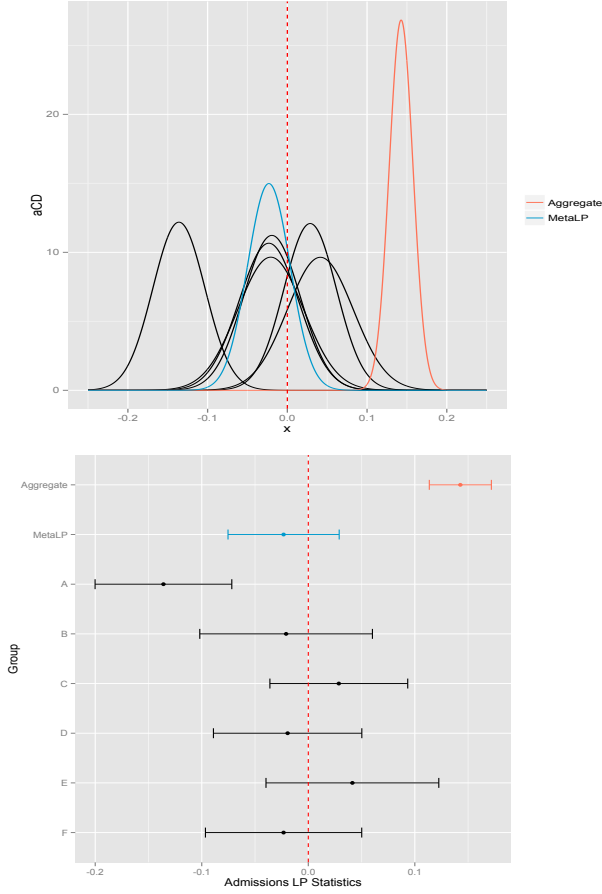 aCD
20
10
0
-0.2 -0.1 0.0 0.1 0.2
x
Aggregate
MetaLP
Group
Aggregate
MetaLP
A
B
C
D
E
F
-0.2 -0.1 0.0 0.1
Admissions LP Statistics